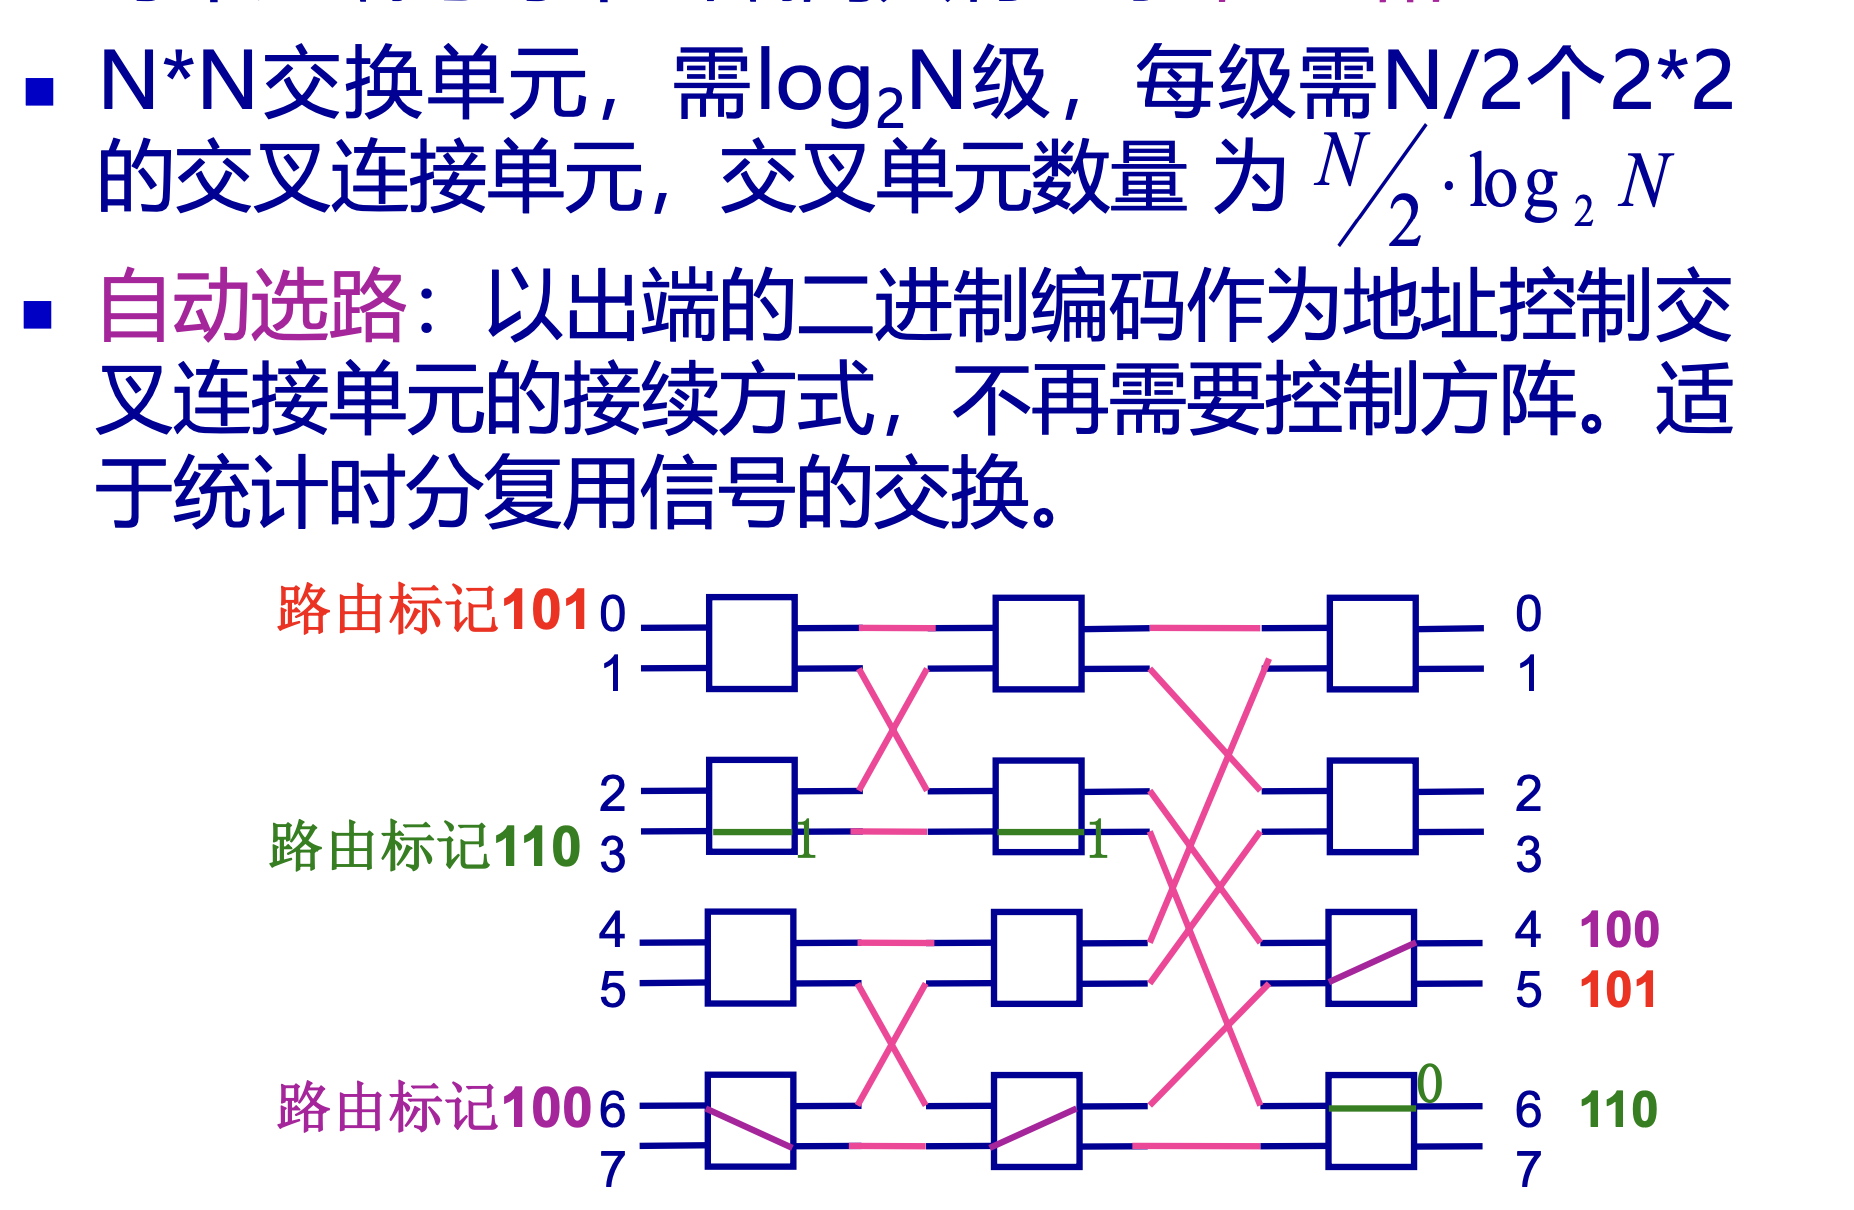 N*N交换单元，需log₂N级，每级需N/2个2*2
的交叉连接单元，交叉单元数量 为 N/2 · log₂ N
自动选路：以出端的二进制编码作为地址控制交
叉连接单元的接续方式，不再需要控制方阵。适
于统计时分复用信号的交换。
路由标记101 0 0
1 1
2 2
路由标记110 3 1 1 3
4 4 100
5 5 101
0
路由标记100 6 6 110
7 7